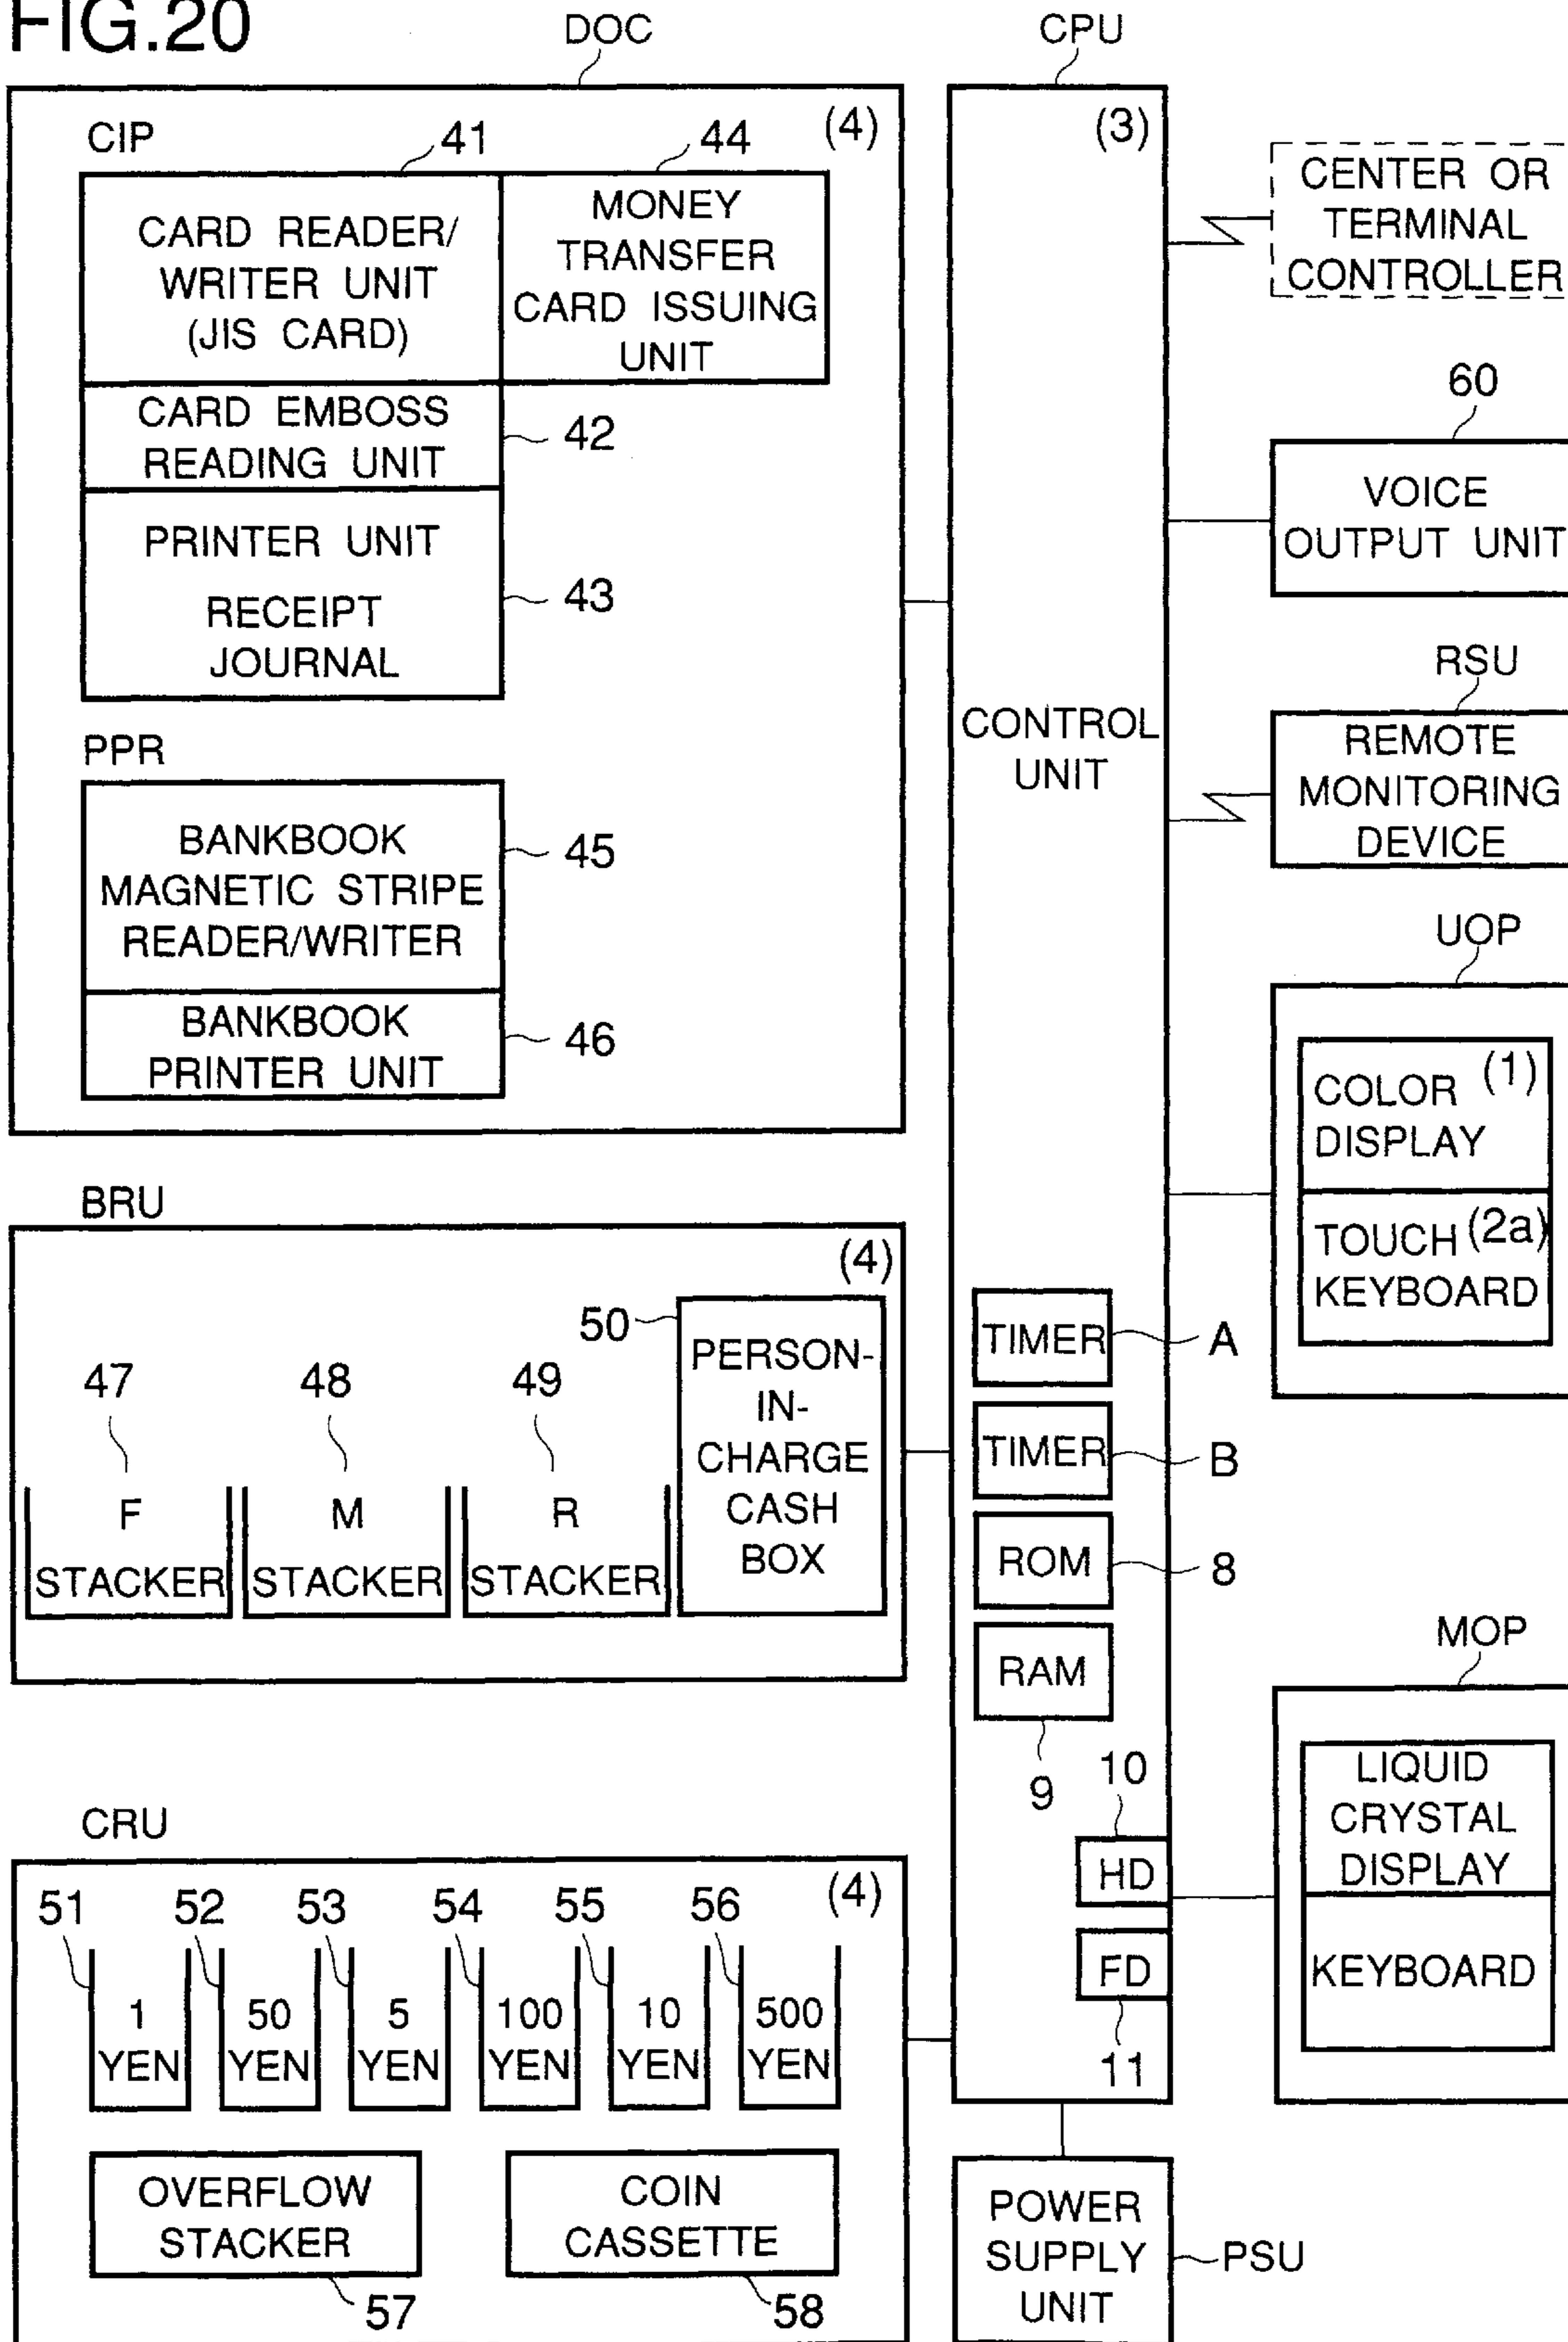 FIG.20
DOC
CPU
CIP
41
44
(4)
CARD READER/
WRITER UNIT
(JIS CARD)
MONEY
TRANSFER
CARD ISSUING
UNIT
CARD EMBOSS
READING UNIT
42
PRINTER UNIT
RECEIPT
JOURNAL
43
PPR
BANKBOOK
MAGNETIC STRIPE
READER/WRITER
45
BANKBOOK
PRINTER UNIT
46
BRU
(4)
47
48
49
50
F
STACKER
M
STACKER
R
STACKER
PERSON-
IN-
CHARGE
CASH
BOX
CRU
(4)
51
52
53
54
55
56
1
YEN
50
YEN
5
YEN
100
YEN
10
YEN
500
YEN
OVERFLOW
STACKER
57
COIN
CASSETTE
58
(3)
CONTROL
UNIT
TIMER
A
TIMER
B
ROM
8
RAM
9
10
HD
FD
11
POWER
SUPPLY
UNIT
PSU
CENTER OR
TERMINAL
CONTROLLER
60
VOICE
OUTPUT UNIT
RSU
REMOTE
MONITORING
DEVICE
UOP
COLOR (1)
DISPLAY
TOUCH (2a)
KEYBOARD
MOP
LIQUID
CRYSTAL
DISPLAY
KEYBOARD